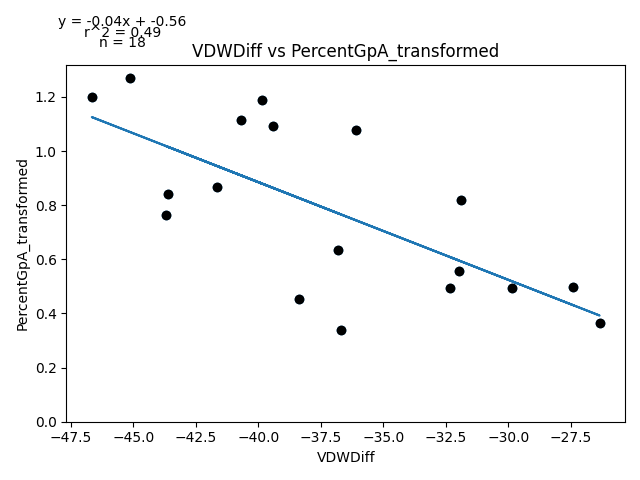 y = -0.04x + -0.56
r^2 = 0.49
n = 18
VDWDiff vs PercentGpA_transformed
1.2
1.0
0.8
0.6
0.4
0.2
0.0
PercentGpA_transformed
−47.5 −45.0 −42.5 −40.0 −37.5 −35.0 −32.5 −30.0 −27.5
VDWDiff